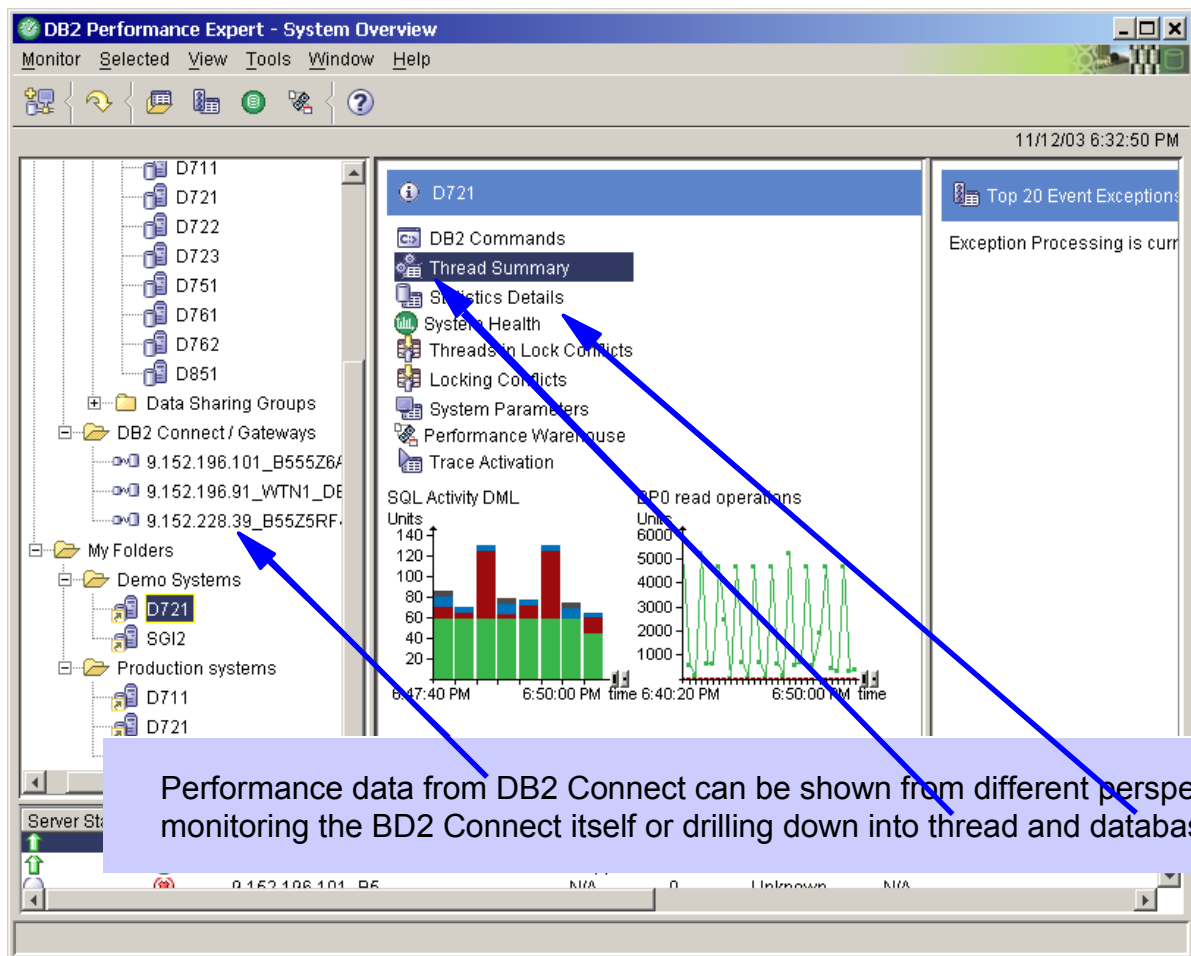 DB2 Performance Expert - System Overview
Monitor Selected View Tools Window Help
11/12/03 6:32:50 PM
D711
D721
D722
D723
D751
D761
D762
D851
Data Sharing Groups
DB2 Connect / Gateways
9.152.196.101_B555Z6A
9.152.196.91_WTN1_DE
9.152.228.39_B55Z5RF
My Folders
Demo Systems
D721
SGI2
Production systems
D711
D721
D721
DB2 Commands
Thread Summary
Statistics Details
System Health
Threads in Lock Conflicts
Locking Conflicts
System Parameters
Performance Warehouse
Trace Activation
SQL Activity DML
Units
140
120
100
80
60
40
20
6:47:40 PM 6:50:00 PM time
BP0 read operations
Units
6000
5000
4000
3000
2000
1000
6:40:20 PM 6:50:00 PM time
Top 20 Event Exceptions
Exception Processing is curr
Performance data from DB2 Connect can be shown from different perspe
monitoring the BD2 Connect itself or drilling down into thread and databas
Server Sta
9.152.196.101_B5 N/A 0 Unknown N/A